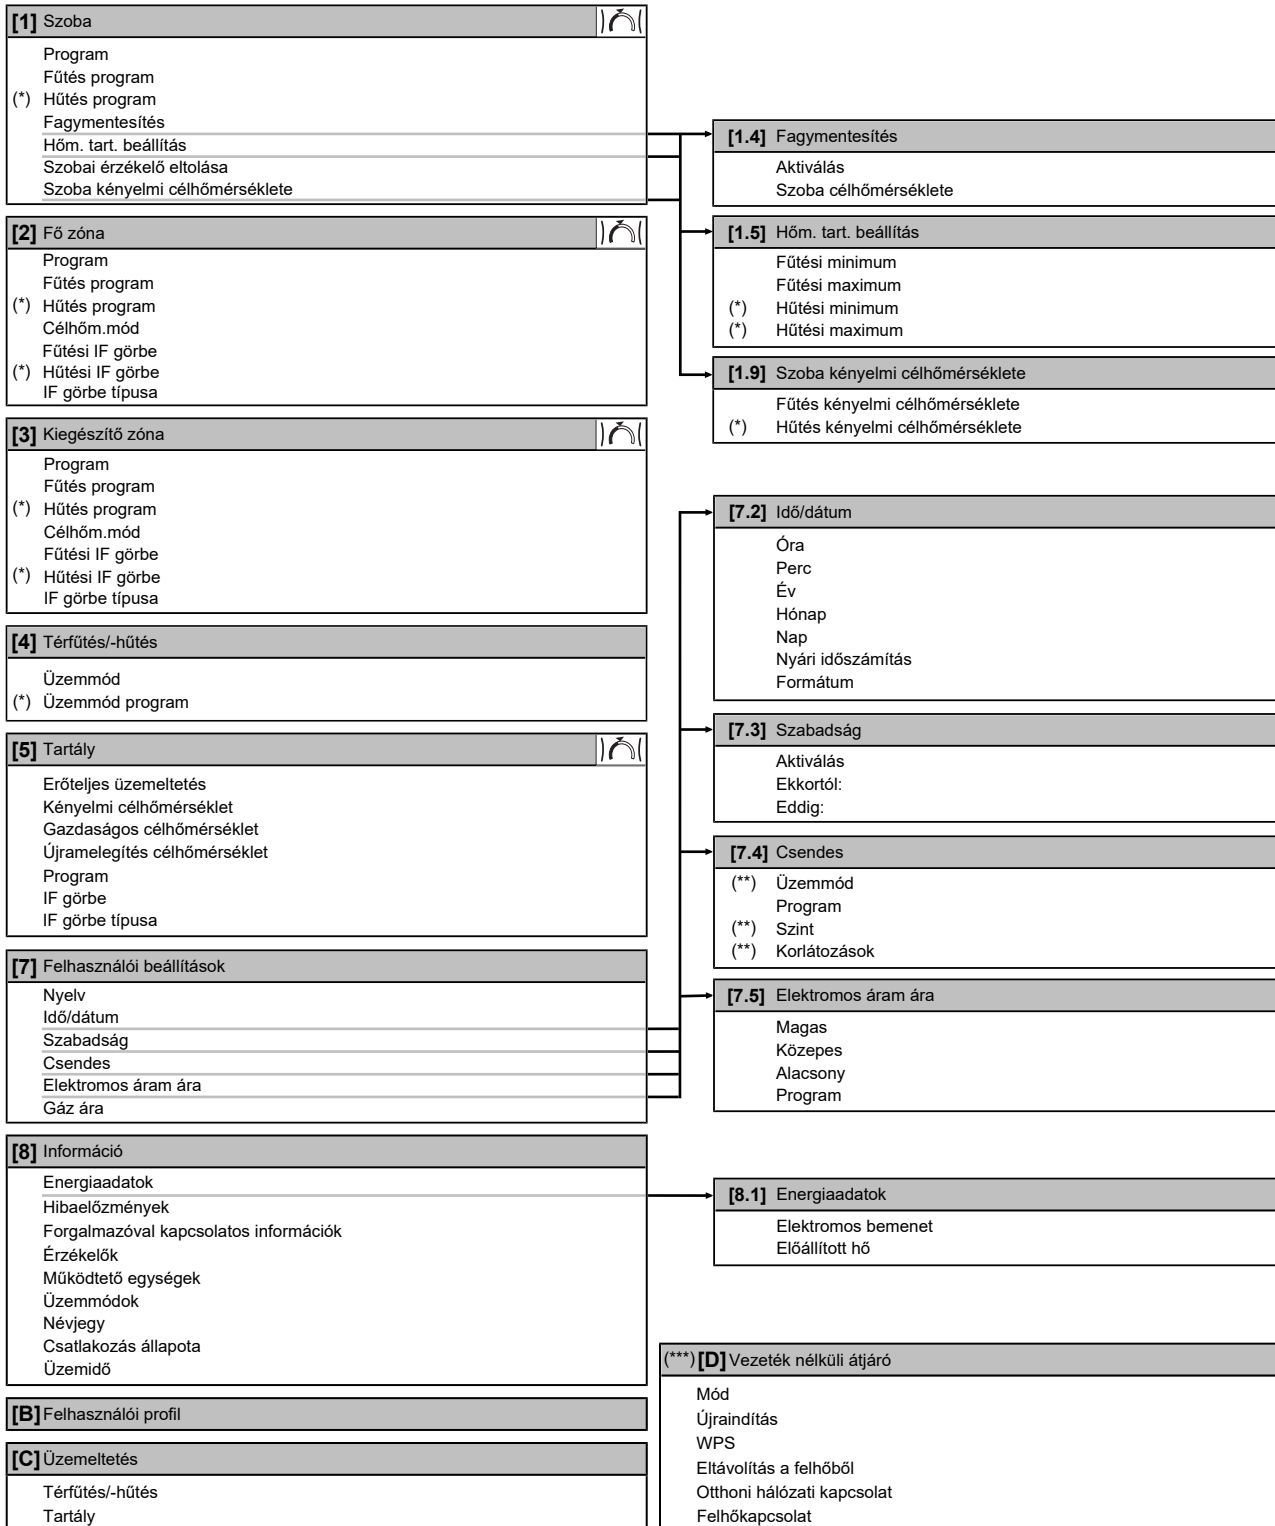 [1] Szoba
Program
Fűtés program
(*) Hűtés program
Fagymentesítés
Hőm. tart. beállítás
Szobai érzékelő eltolása
Szoba kényelmi célhőmérséklete
[2] Fő zóna
Program
Fűtés program
(*) Hűtés program
Célhőm.mód
Fűtési IF görbe
(*) Hűtési IF görbe
IF görbe típusa
[3] Kiegészítő zóna
Program
Fűtés program
(*) Hűtés program
Célhőm.mód
Fűtési IF görbe
(*) Hűtési IF görbe
IF görbe típusa
[4] Térfűtés/-hűtés
Üzemmód
(*) Üzemmód program
[5] Tartály
Erőteljes üzemeltetés
Kényelmi célhőmérséklet
Gazdaságos célhőmérséklet
Újramelegítés célhőmérséklet
Program
IF görbe
IF görbe típusa
[7] Felhasználói beállítások
Nyelv
Idő/dátum
Szabadság
Csendes
Elektromos áram ára
Gáz ára
[8] Információ
Energiaadatok
Hibaelőzmények
Forgalmazóval kapcsolatos információk
Érzékelők
Működtető egységek
Üzemmódok
Névjegy
Csatlakozás állapota
Üzemidő
[B] Felhasználói profil
[C] Üzemeltetés
Térfűtés/-hűtés
Tartály
[1.4] Fagymentesítés
Aktiválás
Szoba célhőmérséklete
[1.5] Hőm. tart. beállítás
Fűtési minimum
Fűtési maximum
(*) Hűtési minimum
(*) Hűtési maximum
[1.9] Szoba kényelmi célhőmérséklete
Fűtés kényelmi célhőmérséklete
(*) Hűtés kényelmi célhőmérséklete
[7.2] Idő/dátum
Óra
Perc
Év
Hónap
Nap
Nyári időszámítás
Formátum
[7.3] Szabadság
Aktiválás
Ekkortól:
Eddig:
[7.4] Csendes
(**) Üzemmód
Program
(**) Szint
(**) Korlátozások
[7.5] Elektromos áram ára
Magas
Közepes
Alacsony
Program
[8.1] Energiaadatok
Elektromos bemenet
Előállított hő
(***) [D] Vezeték nélküli átjáró
Mód
Újraindítás
WPS
Eltávolítás a felhőből
Otthoni hálózati kapcsolat
Felhőkapcsolat